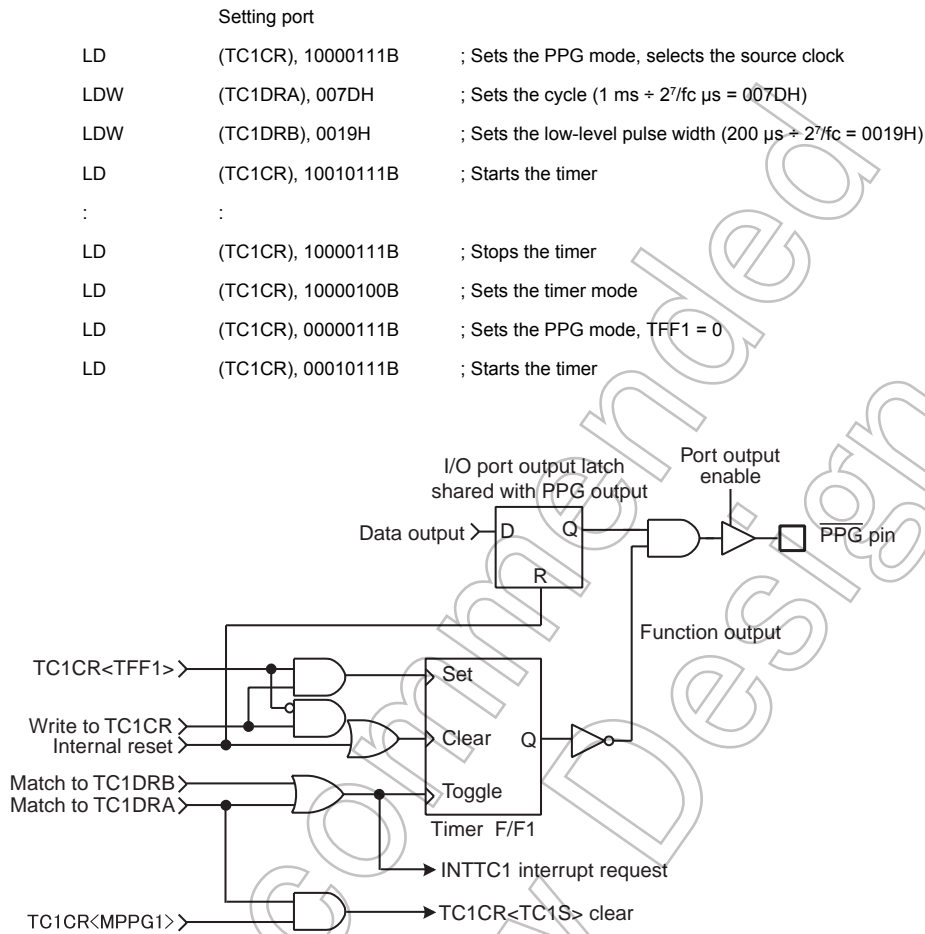 Setting port
LD (TC1CR), 10000111B ; Sets the PPG mode, selects the source clock
LDW (TC1DRA), 007DH ; Sets the cycle (1 ms ÷ 2⁷/fc μs = 007DH)
LDW (TC1DRB), 0019H ; Sets the low-level pulse width (200 μs ÷ 2⁷/fc = 0019H)
LD (TC1CR), 10010111B ; Starts the timer
: :
LD (TC1CR), 10000111B ; Stops the timer
LD (TC1CR), 10000100B ; Sets the timer mode
LD (TC1CR), 00000111B ; Sets the PPG mode, TFF1 = 0
LD (TC1CR), 00010111B ; Starts the timer
I/O port output latch
shared with PPG output
Port output
enable
Data output
D
Q
R
PPG pin
Function output
TC1CR<TFF1>
Write to TC1CR
Internal reset
Match to TC1DRB
Match to TC1DRA
Set
Clear
Q
Toggle
Timer F/F1
INTTC1 interrupt request
TC1CR<TC1S> clear
TC1CR<MPPG1>
commended
Design